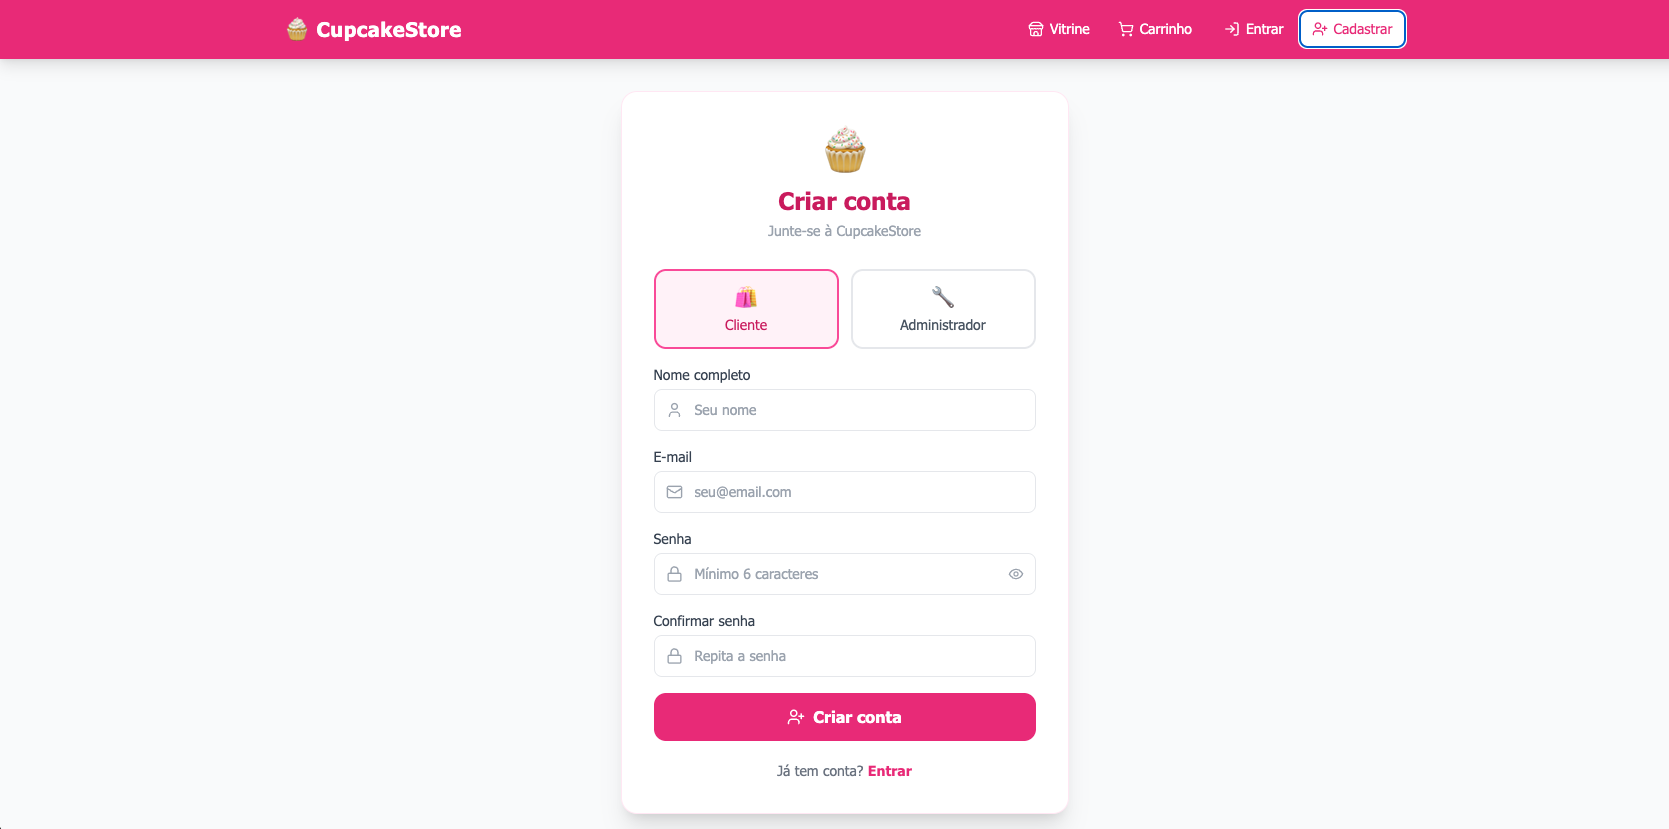 CupcakeStore
Vitrine
Carrinho
Entrar
Cadastrar
Criar conta
Junte-se à CupcakeStore
Cliente
Administrador
Nome completo
Seu nome
E-mail
seu@email.com
Senha
Mínimo 6 caracteres
Confirmar senha
Repita a senha
Criar conta
Já tem conta? Entrar